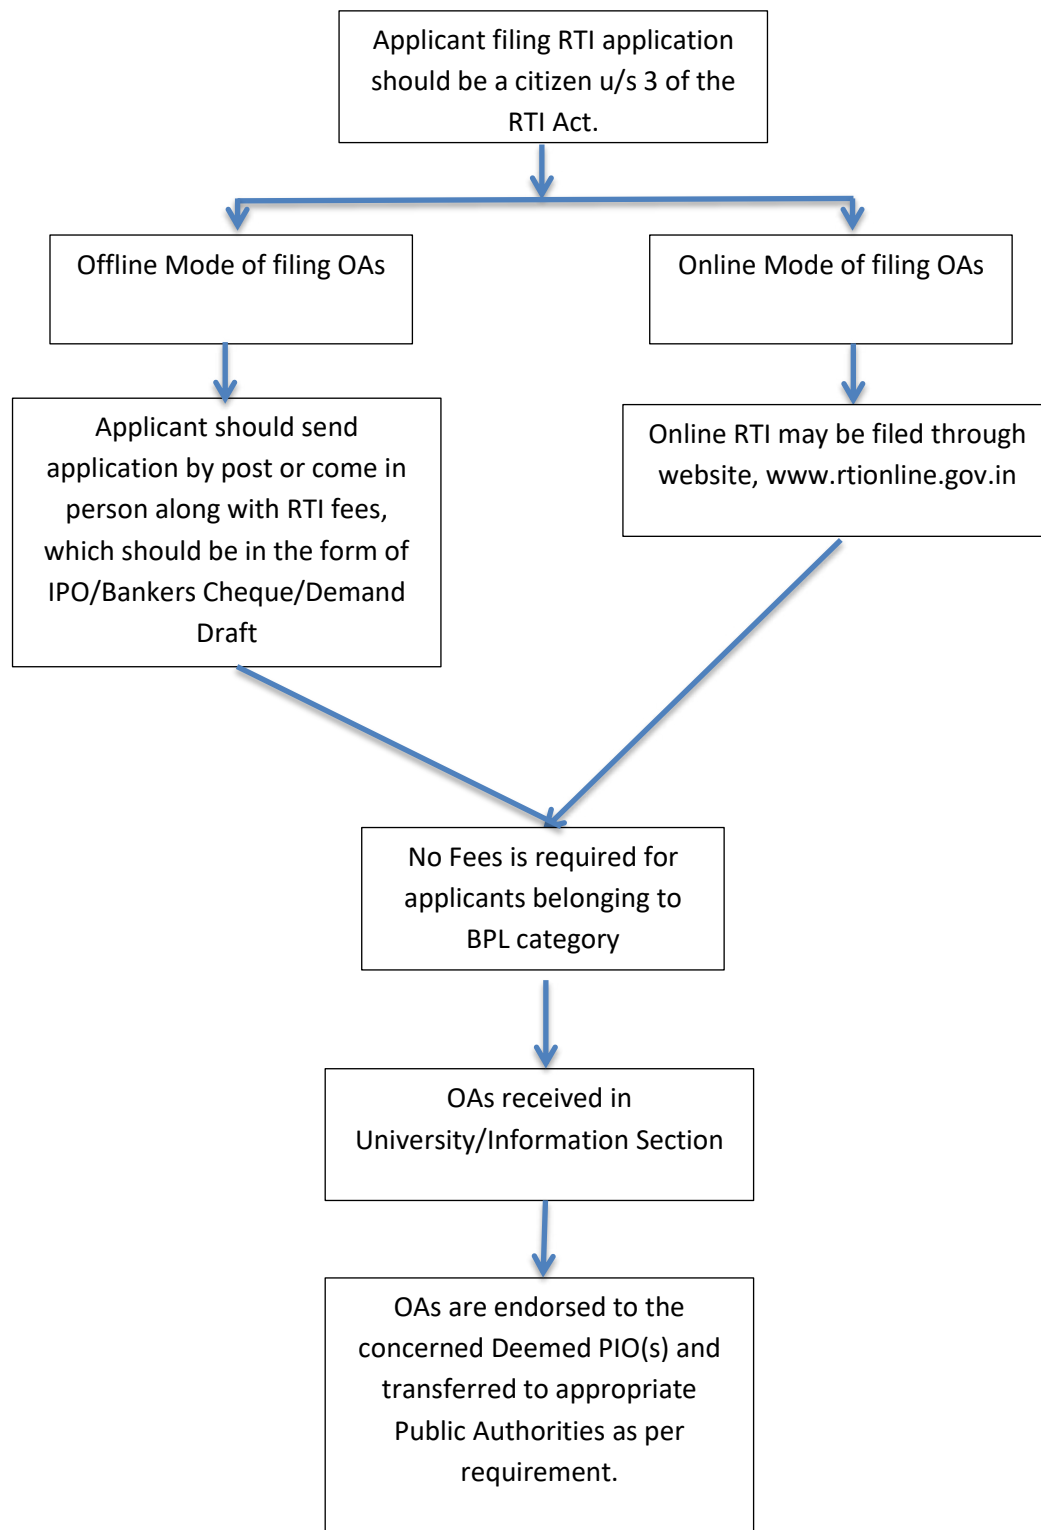 Applicant filing RTI application
should be a citizen u/s 3 of the
RTI Act.
Offline Mode of filing OAs
Online Mode of filing OAs
Applicant should send
application by post or come in
person along with RTI fees,
which should be in the form of
IPO/Bankers Cheque/Demand
Draft
Online RTI may be filed through
website, www.rtionline.gov.in
No Fees is required for
applicants belonging to
BPL category
OAs received in
University/Information Section
OAs are endorsed to the
concerned Deemed PIO(s) and
transferred to appropriate
Public Authorities as per
requirement.